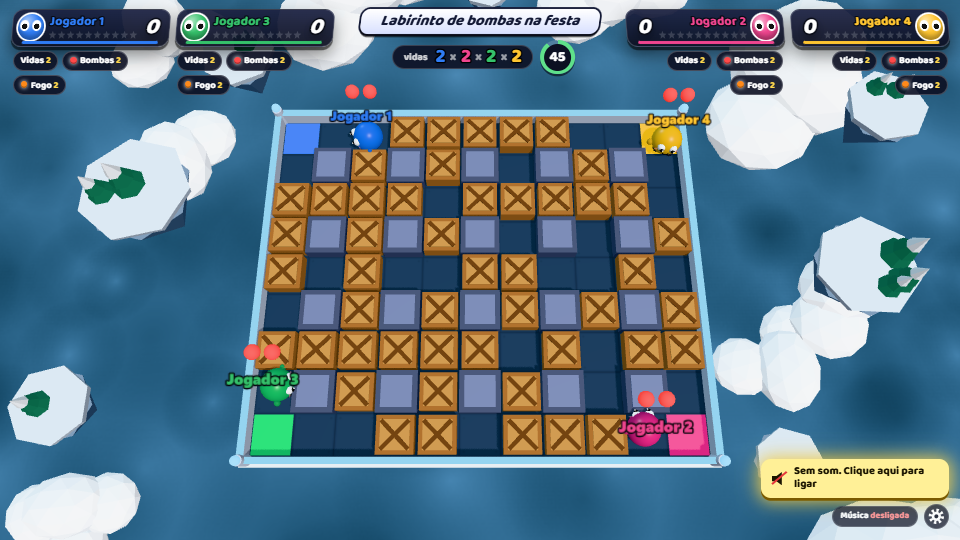 Jogador 1
0
Jogador 3
0
Labirinto de bombas na festa
0
Jogador 2
0
Jogador 4
Vidas 2
Bombas 2
Vidas 2
Bombas 2
vidas 2 × 2 × 2 × 2
45
Vidas 2
Bombas 2
Vidas 2
Bombas 2
Fogo 2
Fogo 2
Fogo 2
Fogo 2
Jogador 1
Jogador 4
Jogador 3
Jogador 2
Sem som. Clique aqui para
ligar
Música desligada